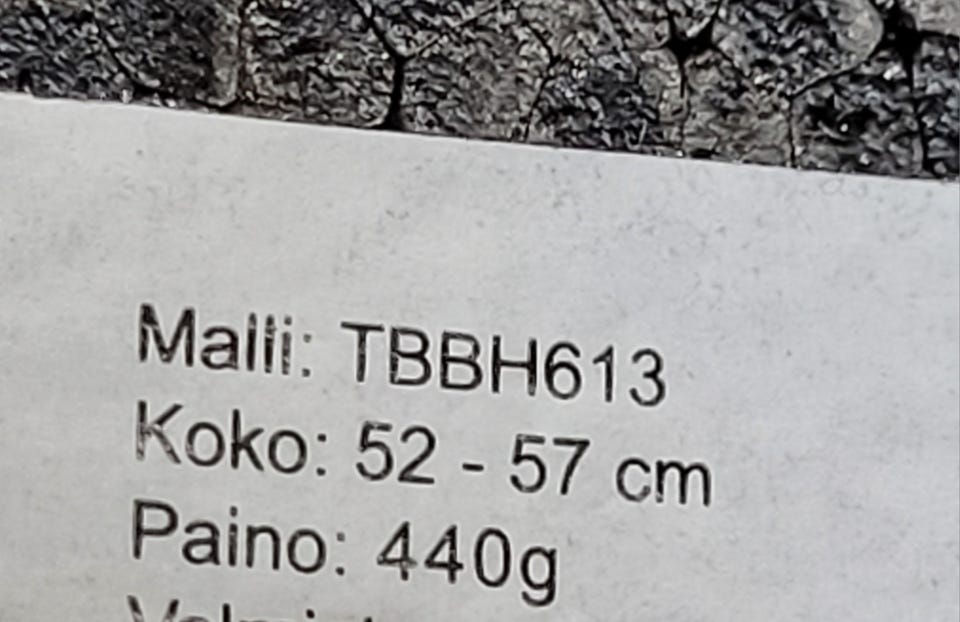 Malli: TBBH613
Koko: 52 - 57 cm
Paino: 440g